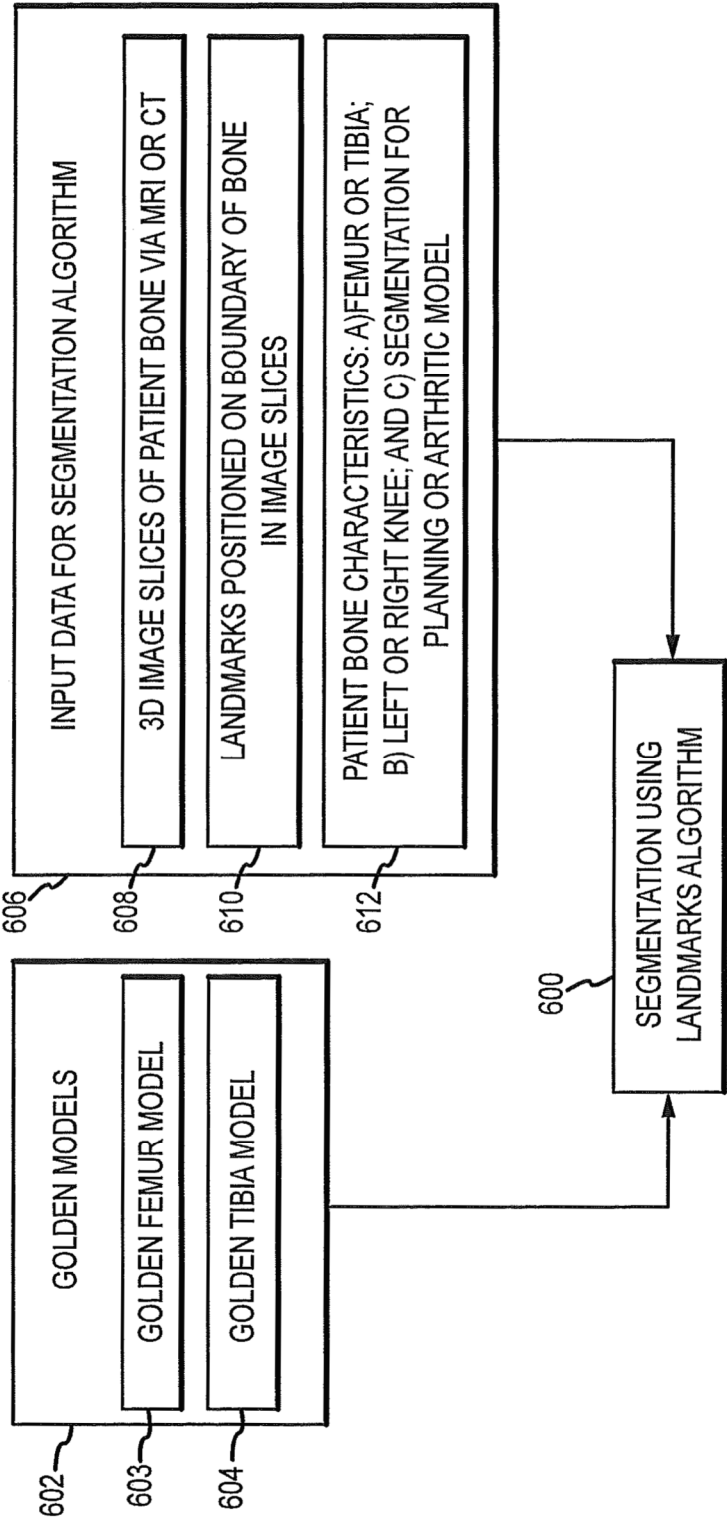 602
GOLDEN MODELS
603
GOLDEN FEMUR MODEL
604
GOLDEN TIBIA MODEL
606
INPUT DATA FOR SEGMENTATION ALGORITHM
608
3D IMAGE SLICES OF PATIENT BONE VIA MRI OR CT
610
LANDMARKS POSITIONED ON BOUNDARY OF BONE
IN IMAGE SLICES
612
PATIENT BONE CHARACTERISTICS: A)FEMUR OR TIBIA;
B) LEFT OR RIGHT KNEE; AND C) SEGMENTATION FOR
PLANNING OR ARTHRITIC MODEL
600
SEGMENTATION USING
LANDMARKS ALGORITHM